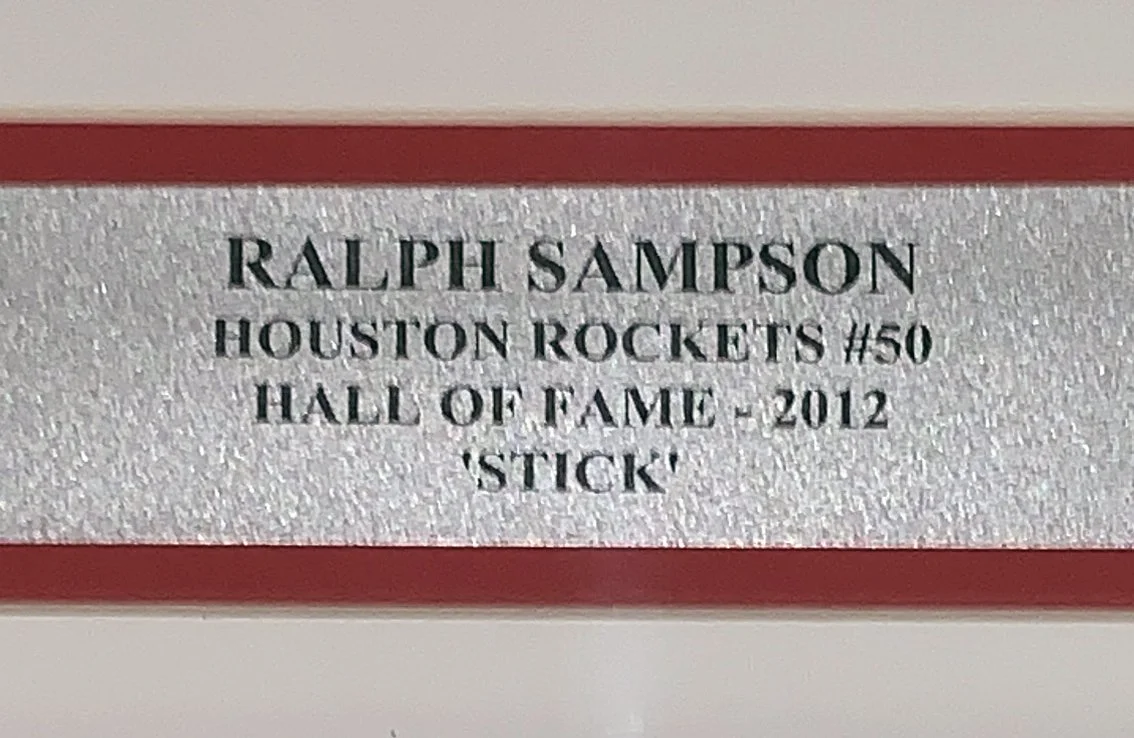 RALPH SAMPSON
HOUSTON ROCKETS #50
HALL OF FAME - 2012
'STICK'